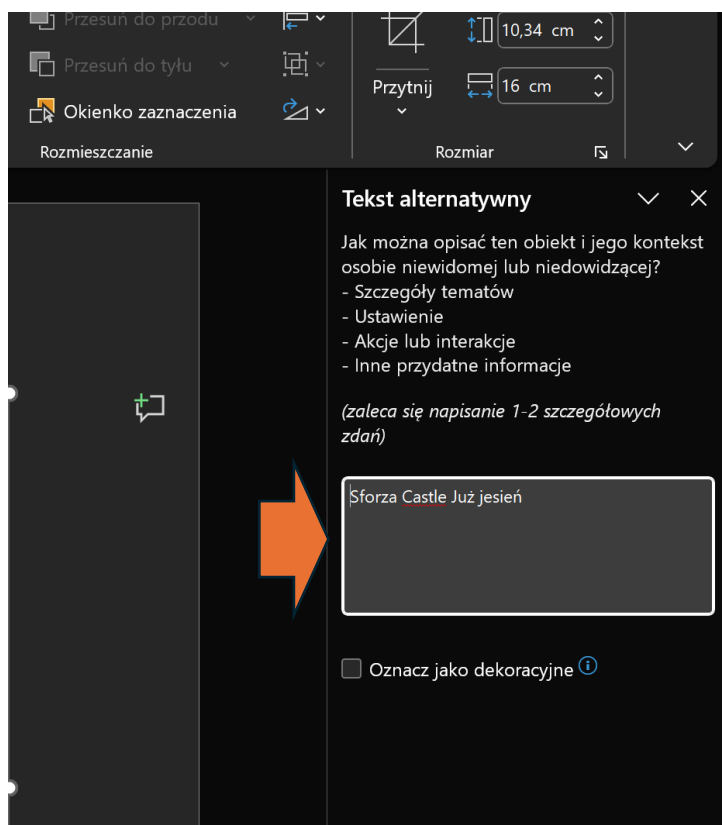 Przesuń do przodu
10,34 cm
Przesuń do tyłu
Przytnij
16 cm
Okienko zaznaczenia
Rozmieszczanie
Rozmiar
Tekst alternatywny
Jak można opisać ten obiekt i jego kontekst
osobie niewidomej lub niedowidzącej?
- Szczegóły tematów
- Ustawienie
- Akcje lub interakcje
- Inne przydatne informacje
(zaleca się napisanie 1-2 szczegółowych
zdań)
Sforza Castle Już jesień
Oznacz jako dekoracyjne